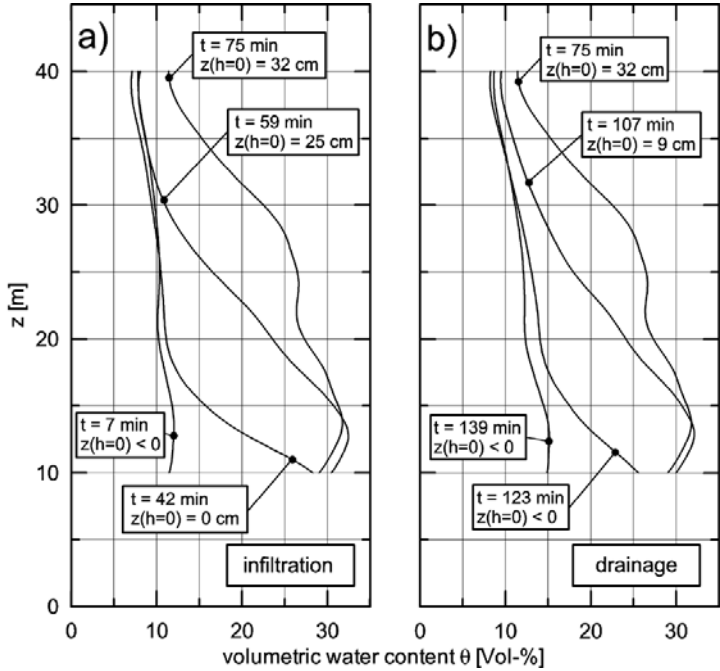 a)
t = 75 min
z(h=0) = 32 cm
t = 59 min
z(h=0) = 25 cm
t = 7 min
z(h=0) < 0
t = 42 min
z(h=0) = 0 cm
infiltration
b)
t = 75 min
z(h=0) = 32 cm
t = 107 min
z(h=0) = 9 cm
t = 139 min
z(h=0) < 0
t = 123 min
z(h=0) < 0
drainage
z [m]
40
30
20
10
0
0 10 20 30
0 10 20 30
volumetric water content θ [Vol-%]